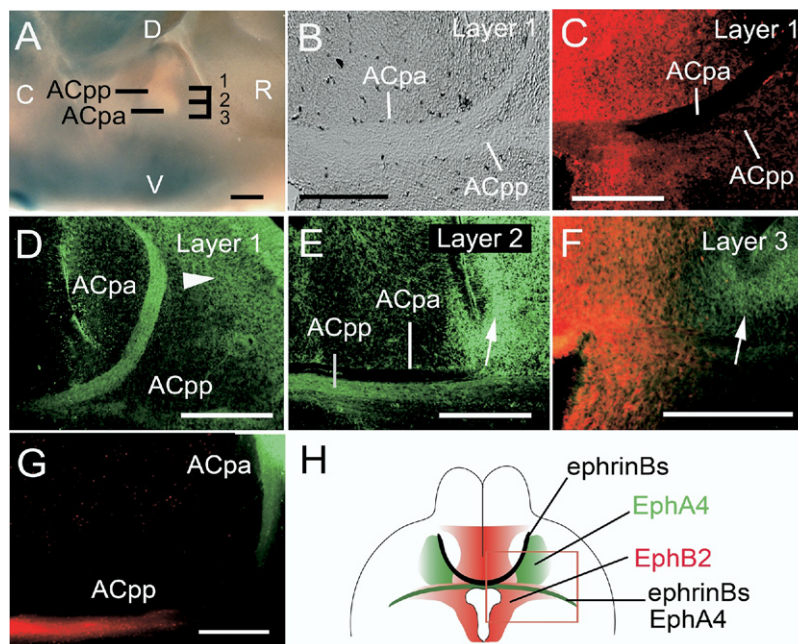 A
D
C
R
V
ACpp
ACpa
1
2
3
B
Layer 1
ACpa
ACpp
C
Layer 1
ACpa
ACpp
D
Layer 1
ACpa
ACpp
E
Layer 2
ACpa
ACpp
F
Layer 3
G
ACpa
ACpp
H
ephrinBs
EphA4
EphB2
ephrinBs
EphA4